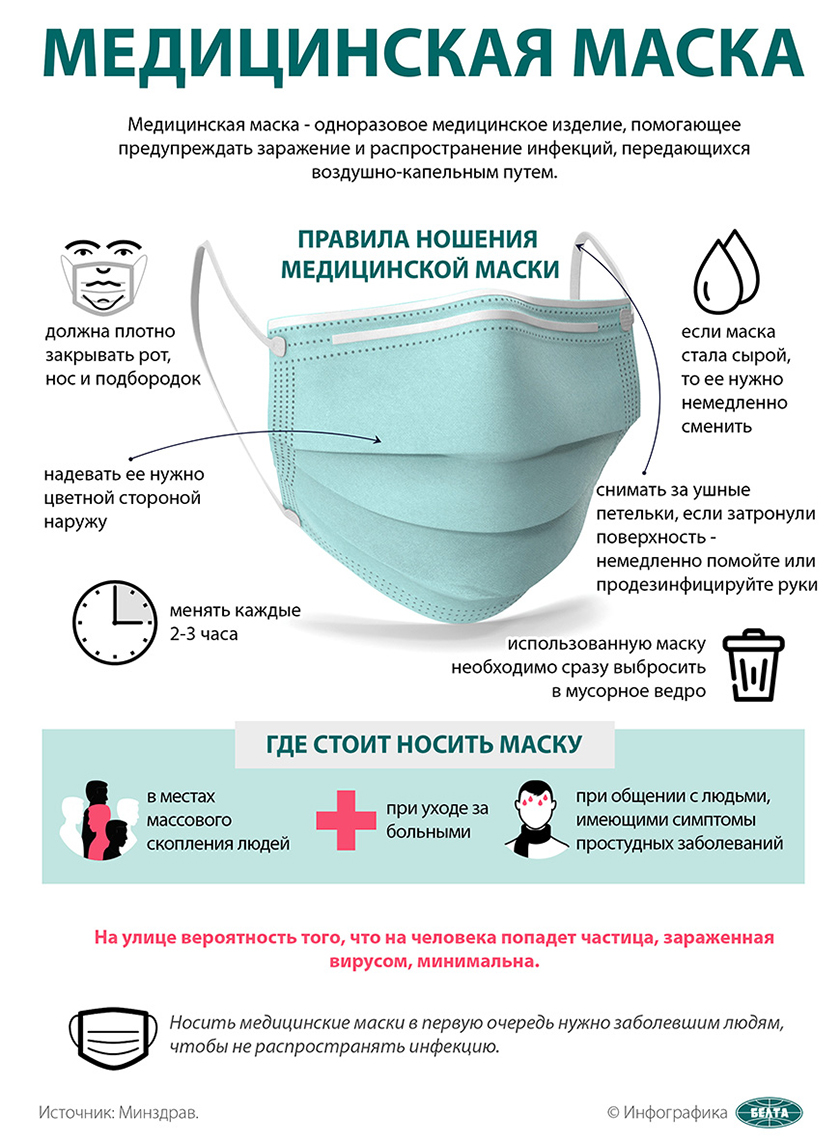 МЕДИЦИНСКАЯ МАСКА
Медицинская маска - одноразовое медицинское изделие, помогающее
предупреждать заражение и распространение инфекций, передающихся
воздушно-капельным путем.
ПРАВИЛА НОШЕНИЯ
МЕДИЦИНСКОЙ МАСКИ
должна плотно
закрывать рот,
нос и подбородок
если маска
стала сырой,
то ее нужно
немедленно
сменить
надевать ее нужно
цветной стороной
наружу
снимать за ушные
петельки, если затронули
поверхность -
немедленно помойте или
продезинфицируйте руки
менять каждые
2-3 часа
использованную маску
необходимо сразу выбросить
в мусорное ведро
ГДЕ СТОИТ НОСИТЬ МАСКУ
в местах
массового
скопления людей
при уходе за
больными
при общении с людьми,
имеющими симптомы
простудных заболеваний
На улице вероятность того, что на человека попадет частица, зараженная
вирусом, минимальна.
Носить медицинские маски в первую очередь нужно заболевшим людям,
чтобы не распространять инфекцию.
Источник: Минздрав.
© Инфографика БЕЛТА